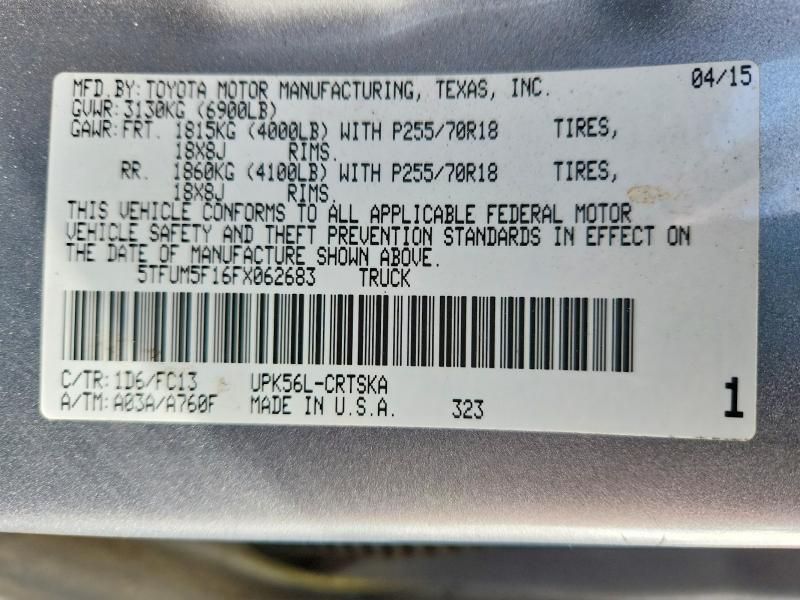 MFD.BY: TOYOTA MOTOR MANUFACTURING, TEXAS, INC. 04/15
GVWR: 3130KG (6900LB)
GAWR: FRT. 1815KG (4000LB) WITH P255/70R18 TIRES,
18X8J RIMS.
RR. 1860KG (4100LB) WITH P255/70R18 TIRES,
18X8J RIMS.
THIS VEHICLE CONFORMS TO ALL APPLICABLE FEDERAL MOTOR
VEHICLE SAFETY AND THEFT PREVENTION STANDARDS IN EFFECT ON
THE DATE OF MANUFACTURE SHOWN ABOVE.
5TFUM5F16FX062683 TRUCK
C/TR: 1D6/FC13 UPK56L-CRTSKA
A/TM: A03A/A760F MADE IN U.S.A. 323 1